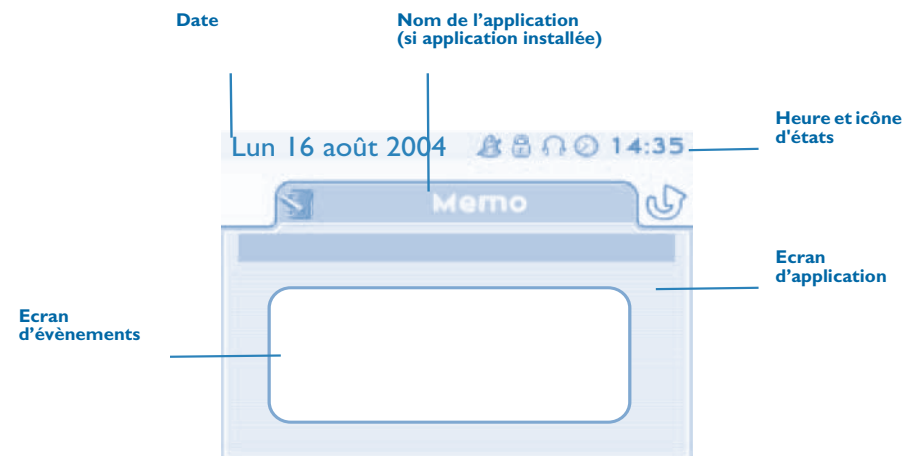 Date
Nom de l'application
(si application installée)
Heure et icône
d'états
Lun 16 août 2004
14:35
Memo
Ecran
d'application
Ecran
d'évènements